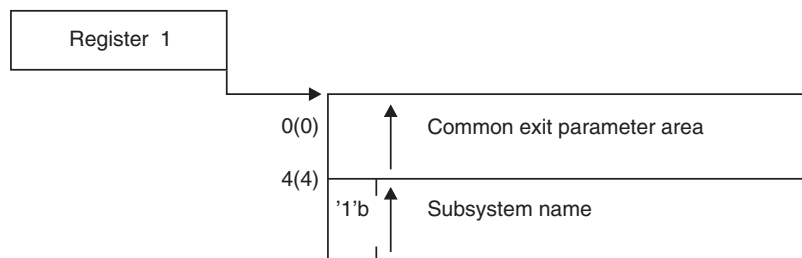 Register 1
0(0) Common exit parameter area
4(4)
'1'b Subsystem name